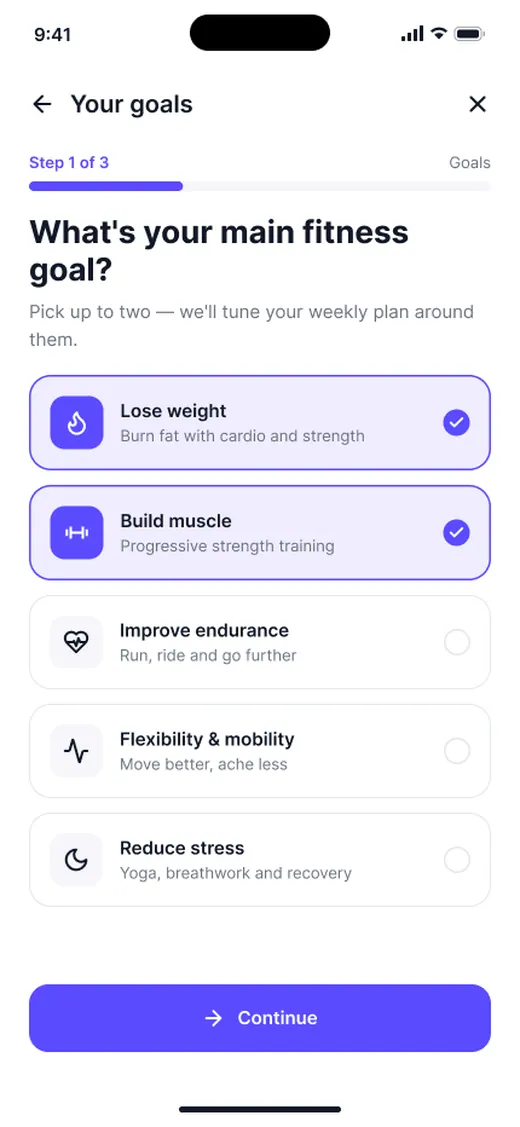 9:41
Your goals
Step 1 of 3
Goals
What's your main fitness
goal?
Pick up to two — we'll tune your weekly plan around
them.
Lose weight
Burn fat with cardio and strength
Build muscle
Progressive strength training
Improve endurance
Run, ride and go further
Flexibility & mobility
Move better, ache less
Reduce stress
Yoga, breathwork and recovery
Continue